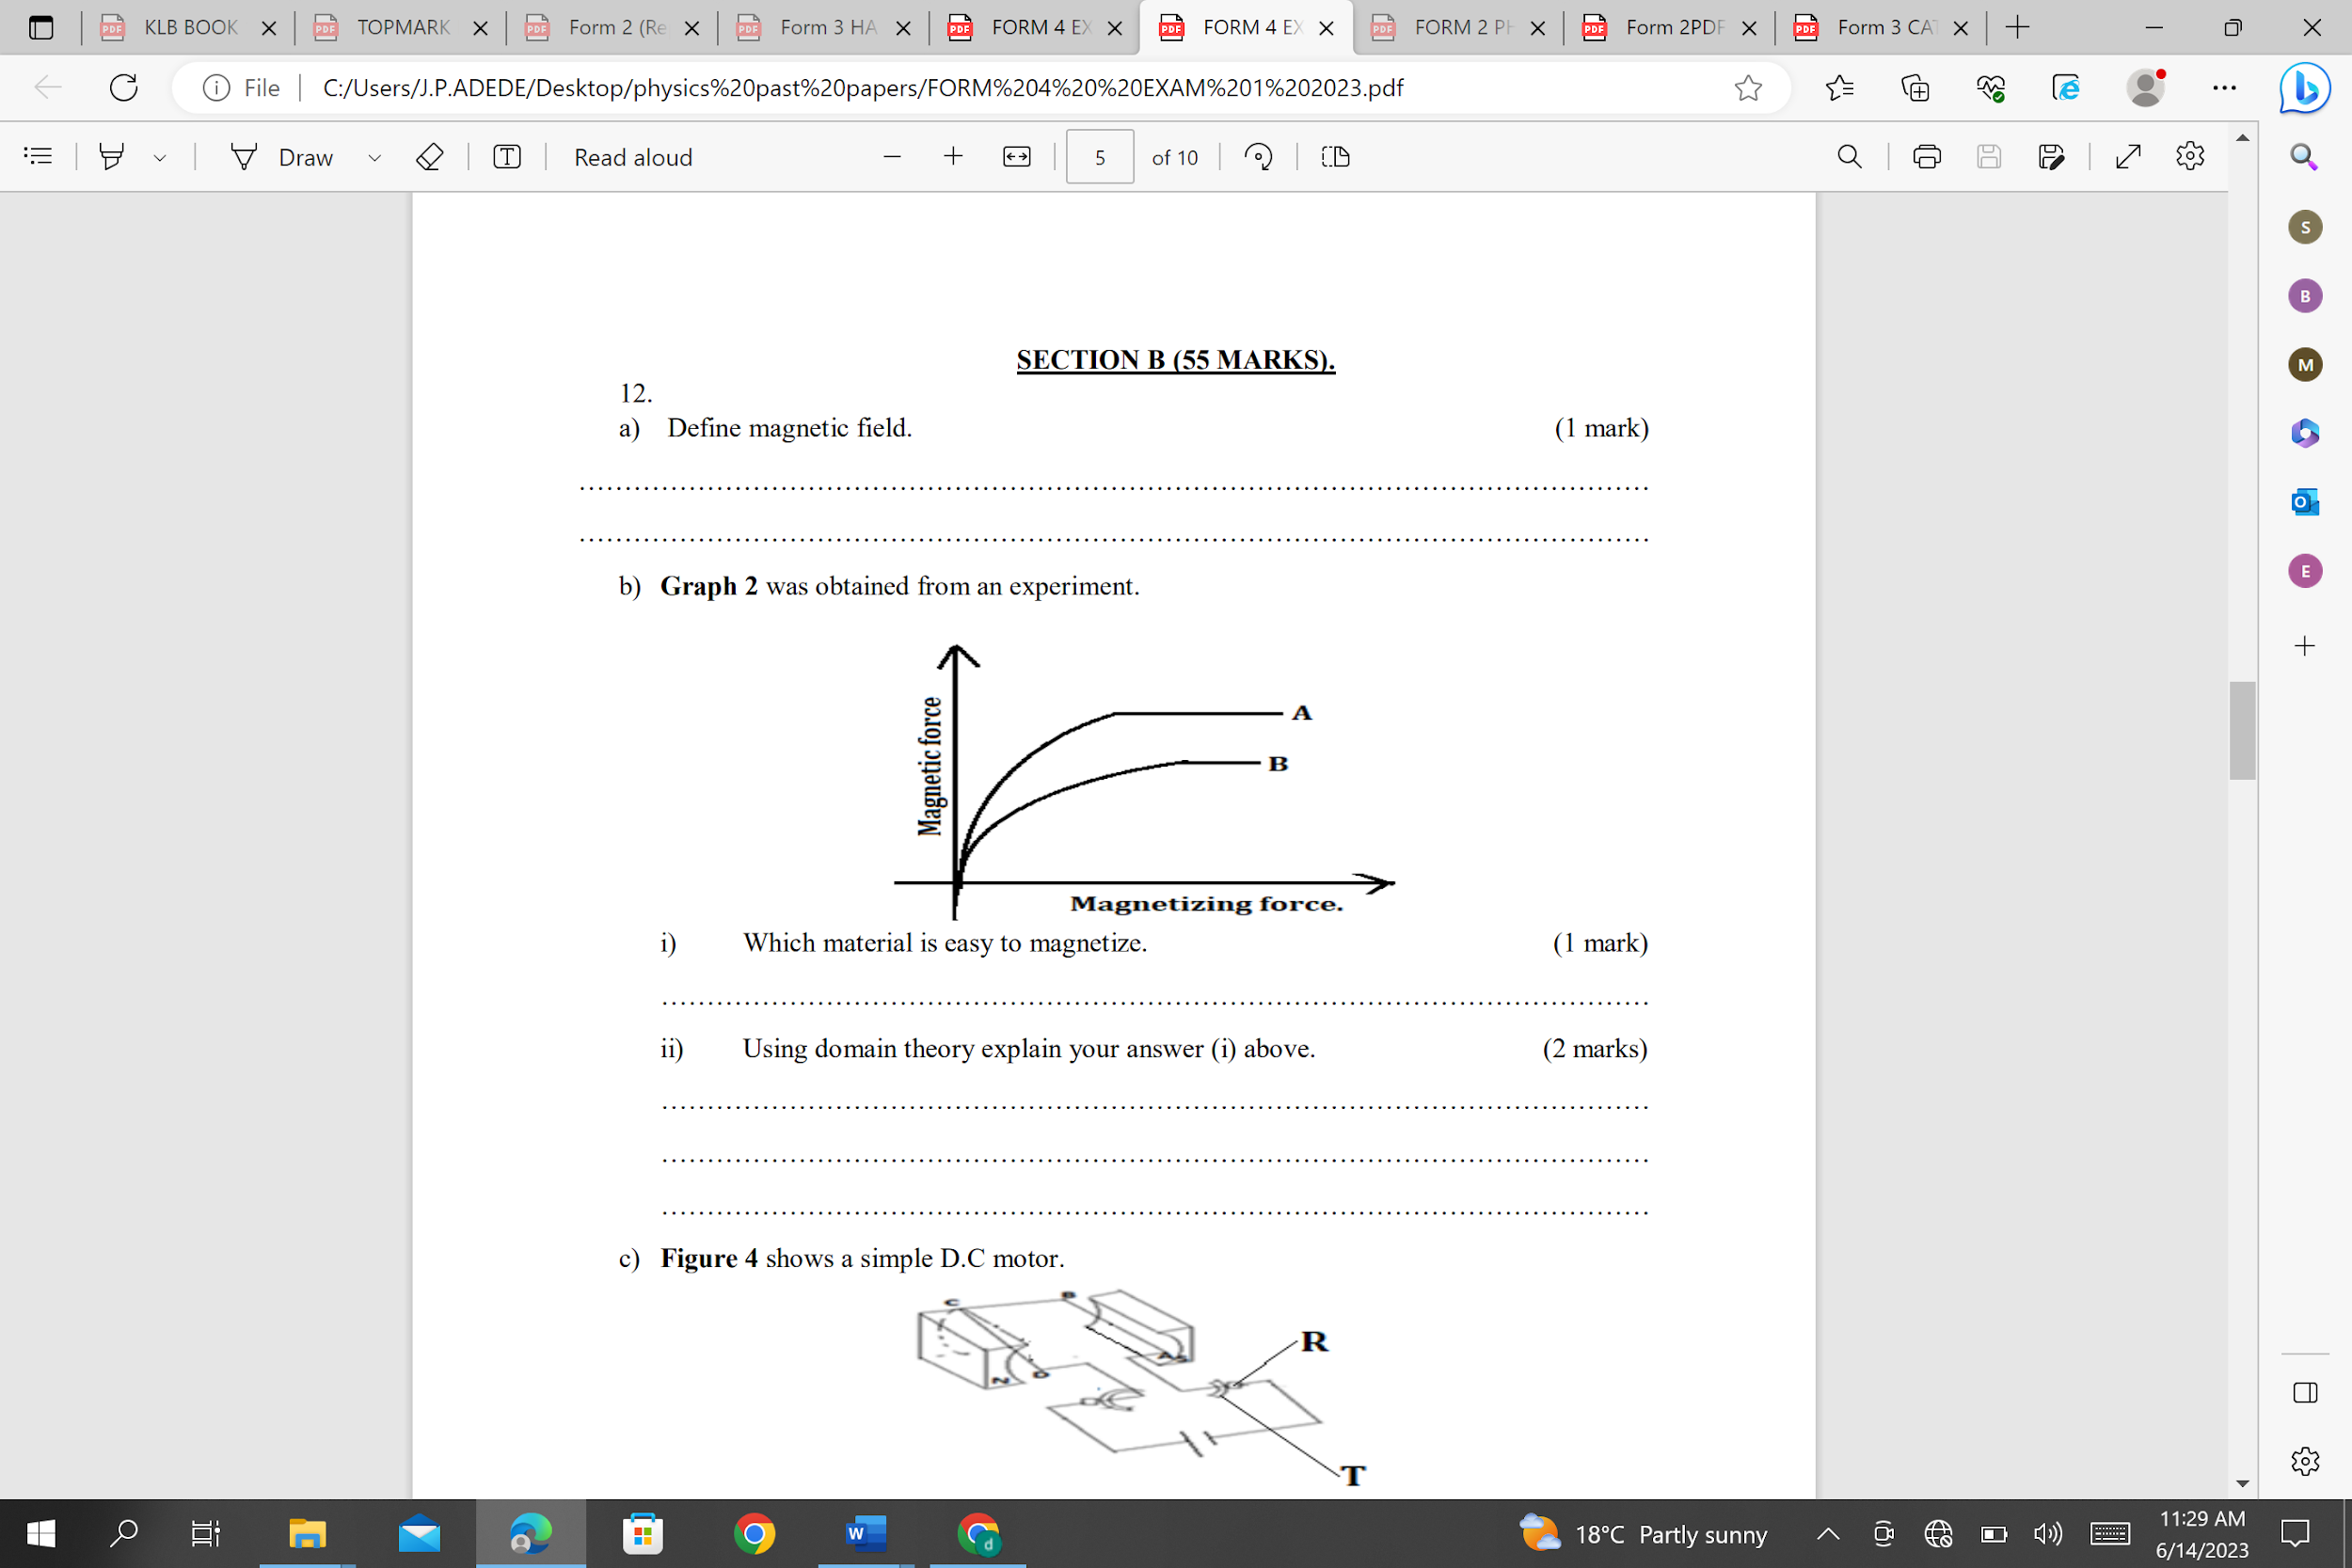 KLB BOOK
TOPMARK
Form 2 (Re
Form 3 HA
FORM 4 EX
FORM 4 EX
FORM 2 PH
Form 2PDF
Form 3 CAT
File
C:/Users/J.P.ADEDE/Desktop/physics%20past%20papers/FORM%204%20%20EXAM%201%202023.pdf
Draw
Read aloud
5
of 10
SECTION B (55 MARKS).
12.
a) Define magnetic field. (1 mark)
b) Graph 2 was obtained from an experiment.
Magnetic force
A
B
Magnetizing force.
i) Which material is easy to magnetize. (1 mark)
ii) Using domain theory explain your answer (i) above. (2 marks)
c) Figure 4 shows a simple D.C motor.
C
B
R
N
D
T
S
B
M
E
18°C Partly sunny
11:29 AM
6/14/2023